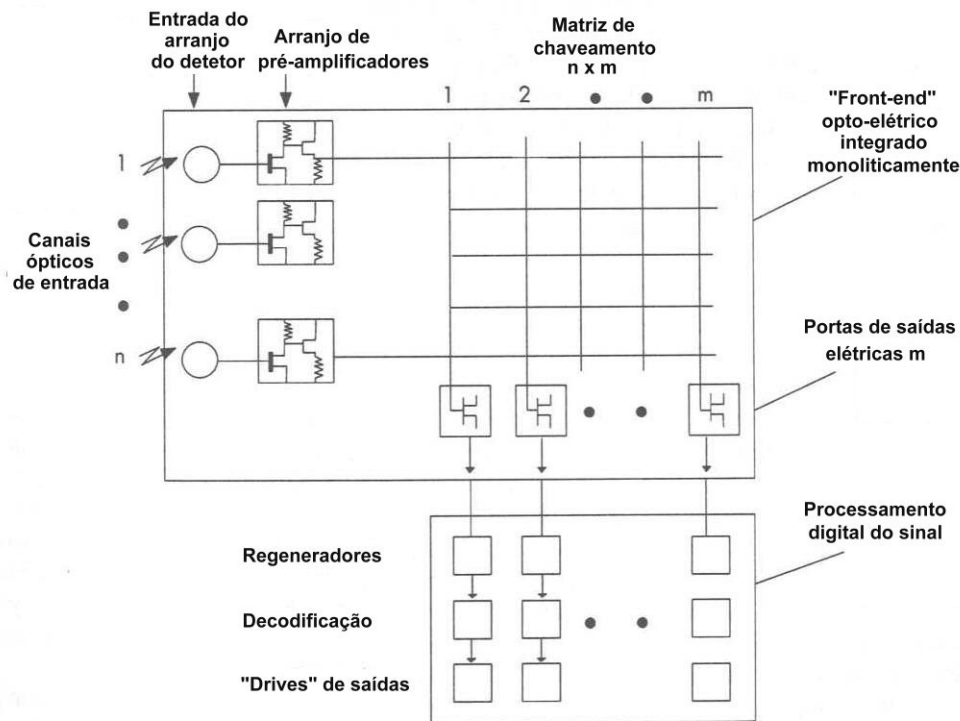 Entrada do
arranjo
do detetor
Arranjo de
pré-amplificadores
Matriz de
chaveamento
n x m
1
2
m
"Front-end"
opto-elétrico
integrado
monoliticamente
1
Canais
ópticos
de entrada
n
Portas de saídas
elétricas m
Processamento
digital do sinal
Regeneradores
Decodificação
"Drives" de saídas